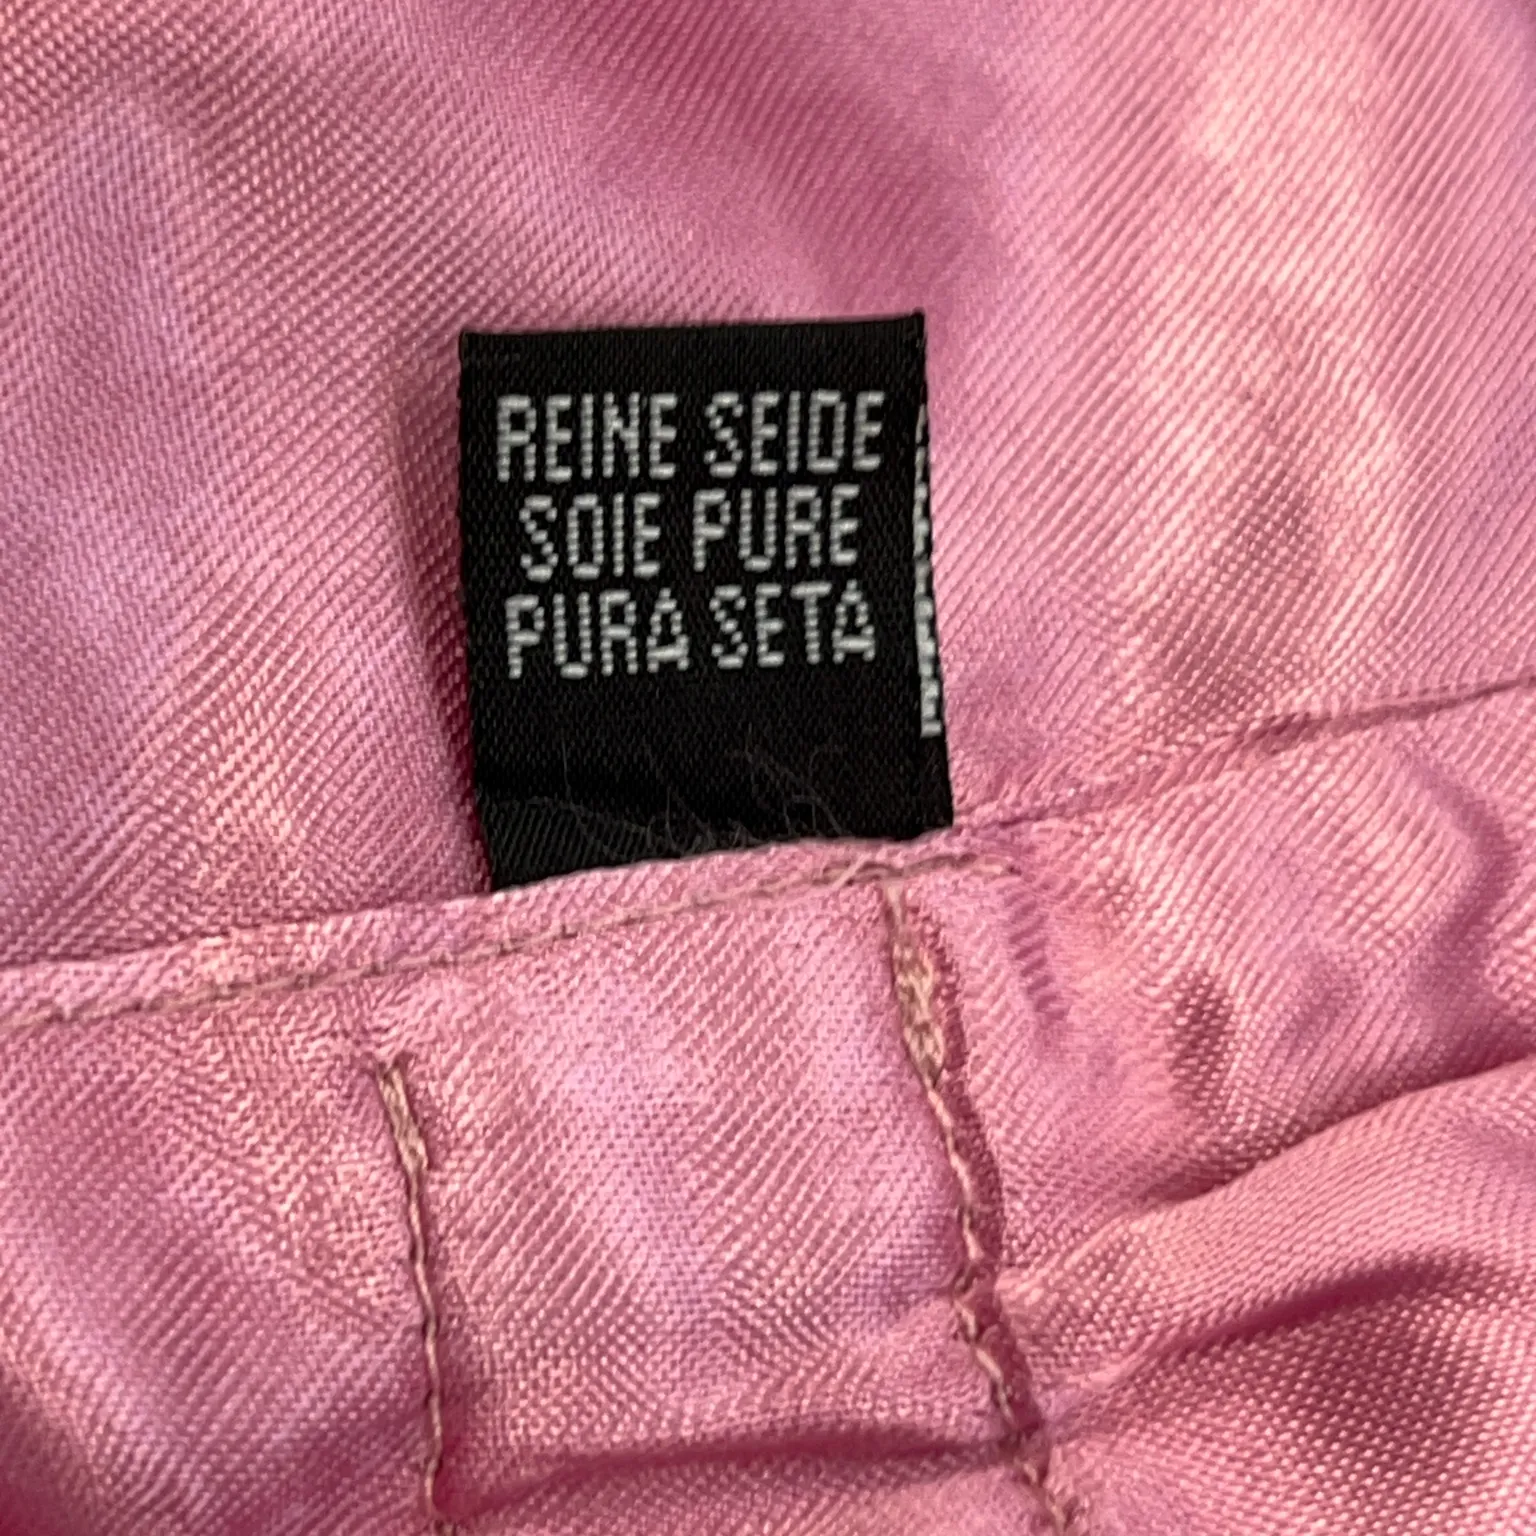 REINE SEIDE
SOIE PURE
PURA SETA